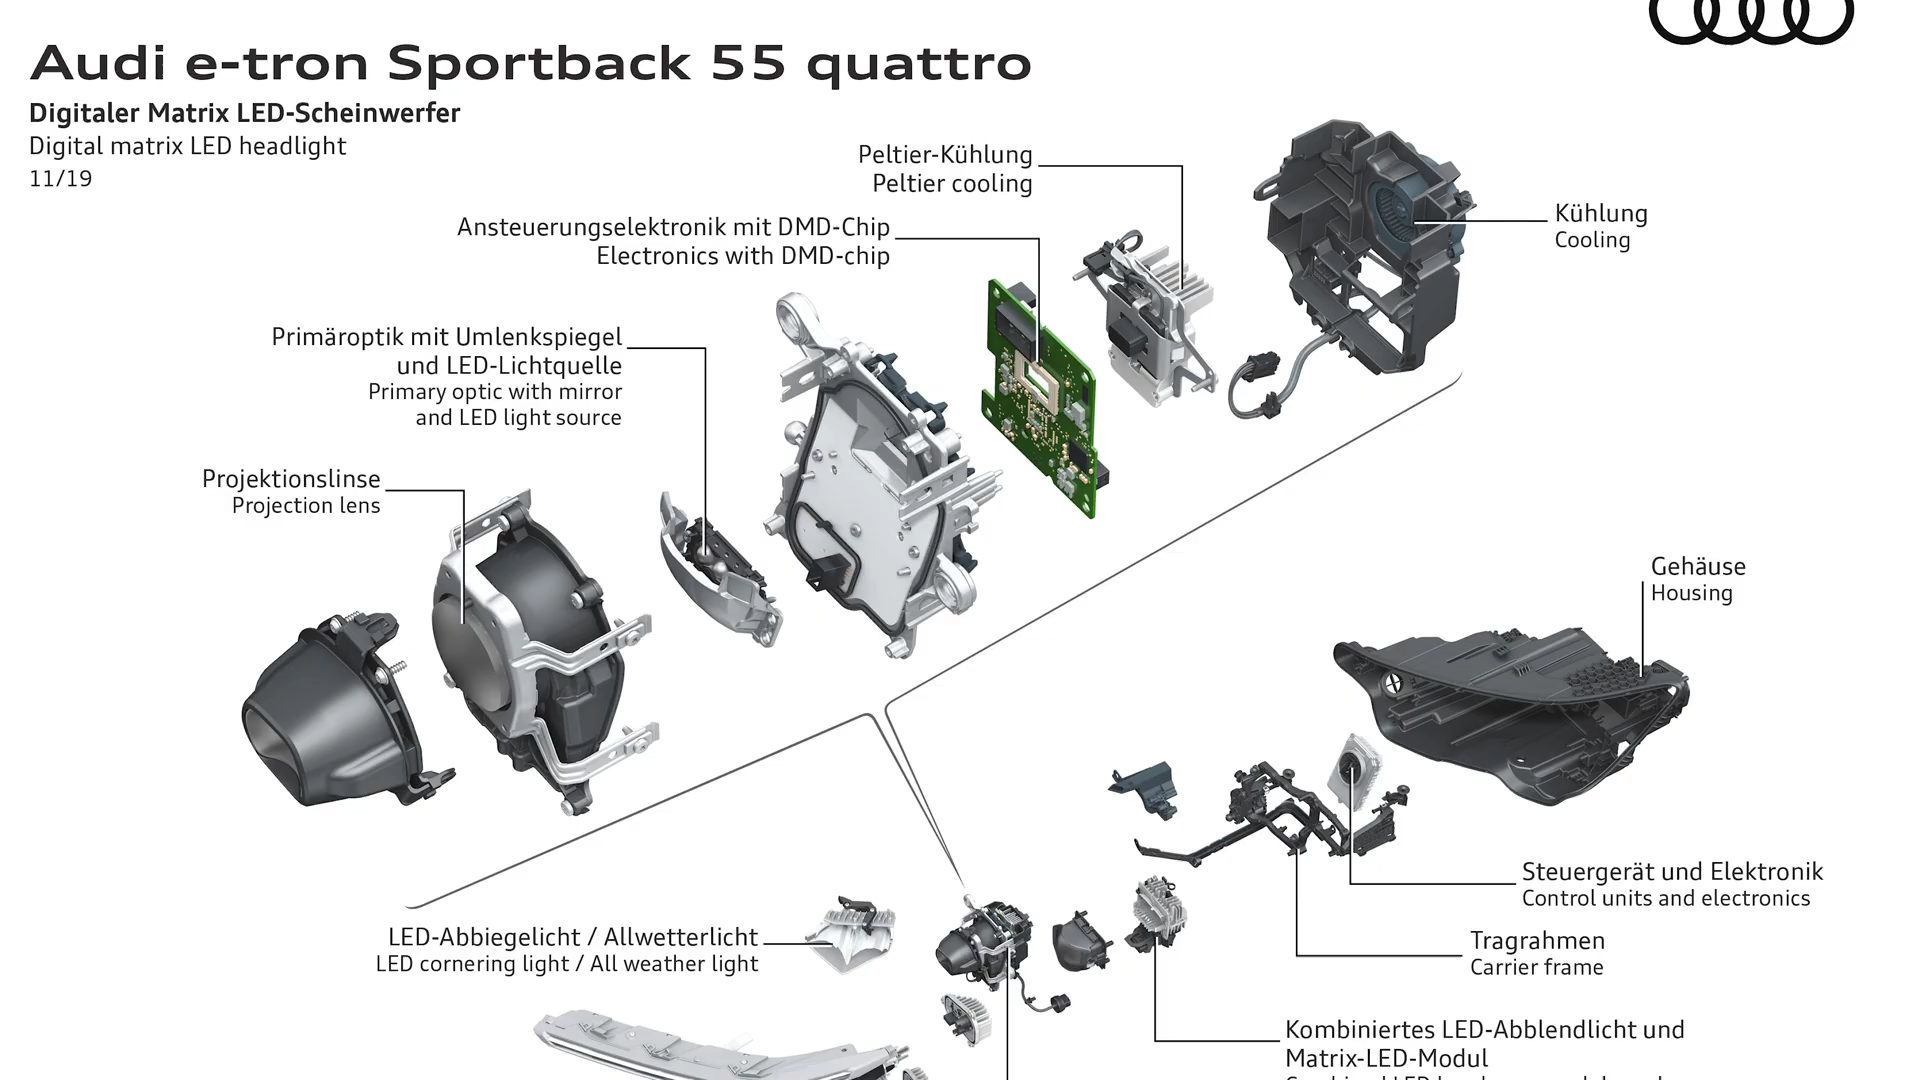 Audi e-tron Sportback 55 quattro
Digitaler Matrix LED-Scheinwerfer
Digital matrix LED headlight
11/19
Peltier-Kühlung
Peltier cooling
Kühlung
Cooling
Ansteuerungselektronik mit DMD-Chip
Electronics with DMD-chip
Primäroptik mit Umlenkspiegel
und LED-Lichtquelle
Primary optic with mirror
and LED light source
Projektionslinse
Projection lens
Gehäuse
Housing
Steuergerät und Elektronik
Control units and electronics
LED-Abbiegelicht / Allwetterlicht
LED cornering light / All weather light
Tragrahmen
Carrier frame
Kombiniertes LED-Abblendlicht und
Matrix-LED-Modul